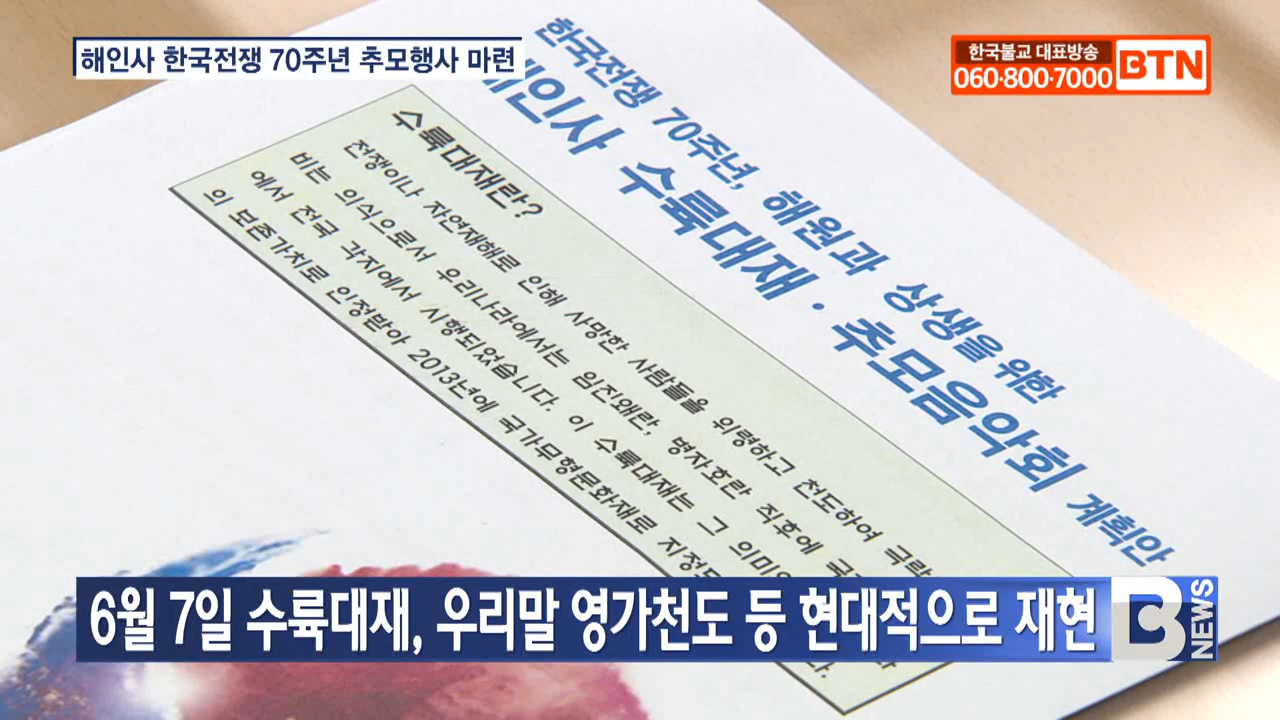 해인사 한국전쟁 70주년 추모행사 마련
한국불교 대표방송
060·800·7000
BTN
한국전쟁 70주년, 해원과 상생을 위한
해인사 수륙대재·추모음악회 계획안
수륙대재란?
전쟁이나 자연재해로 인해 사망한 사람들을 위령하고 천도하여 극락
비는 의식으로서 우리나라에서는 임진왜란, 병자호란 직후에 국
에서 전국 각지에서 시행되었습니다. 이 수륙대재는 그 의미
의 보존가치로 인정받아 2013년에 국가무형문화재로 지정
6월 7일 수륙대재, 우리말 영가천도 등 현대적으로 재현
B NEWS